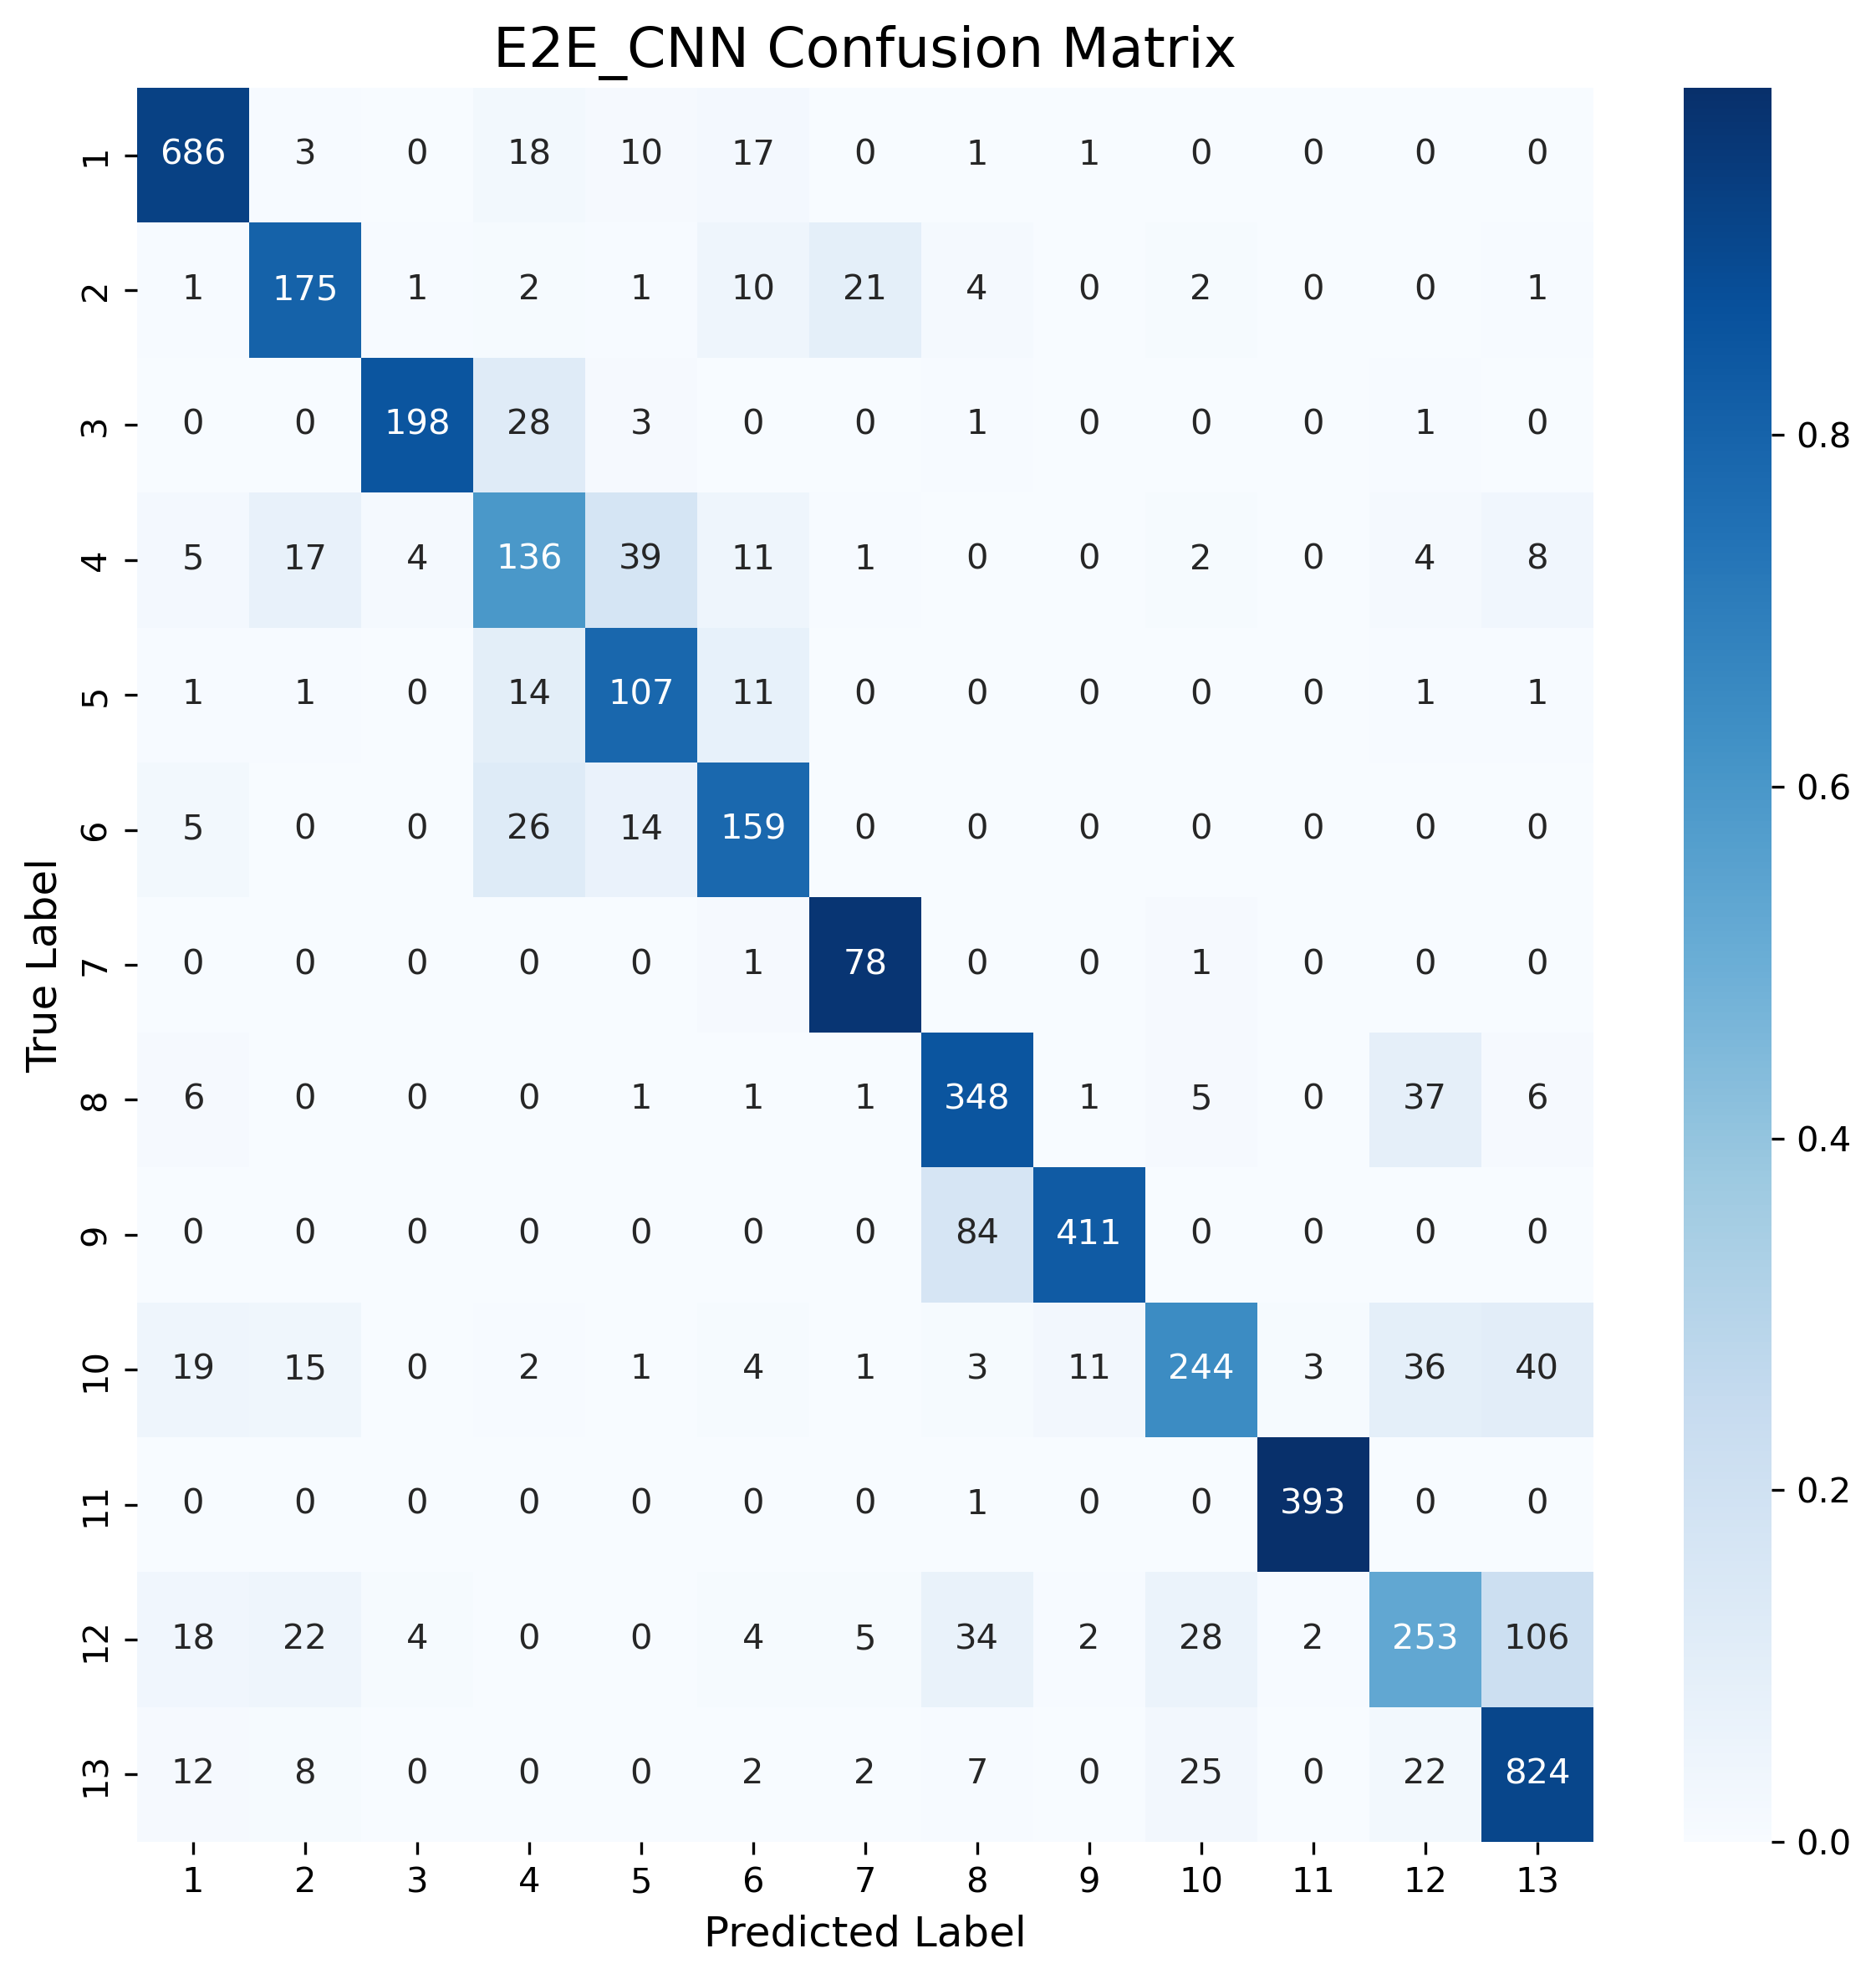 E2E_CNN Confusion Matrix
1 686 3 0 18 10 17 0 1 1 0 0 0 0
2 1 175 1 2 1 10 21 4 0 2 0 0 1
3 0 0 198 28 3 0 0 1 0 0 0 1 0
0.8
4 5 17 4 136 39 11 1 0 0 2 0 4 8
5 1 1 0 14 107 11 0 0 0 0 0 1 1
0.6
6 5 0 0 26 14 159 0 0 0 0 0 0 0
True Label
7 0 0 0 0 0 1 78 0 0 1 0 0 0
8 6 0 0 0 1 1 1 348 1 5 0 37 6
0.4
9 0 0 0 0 0 0 0 84 411 0 0 0 0
10 19 15 0 2 1 4 1 3 11 244 3 36 40
0.2
11 0 0 0 0 0 0 0 1 0 0 393 0 0
12 18 22 4 0 0 4 5 34 2 28 2 253 106
13 12 8 0 0 0 2 2 7 0 25 0 22 824
0.0
1 2 3 4 5 6 7 8 9 10 11 12 13
Predicted Label